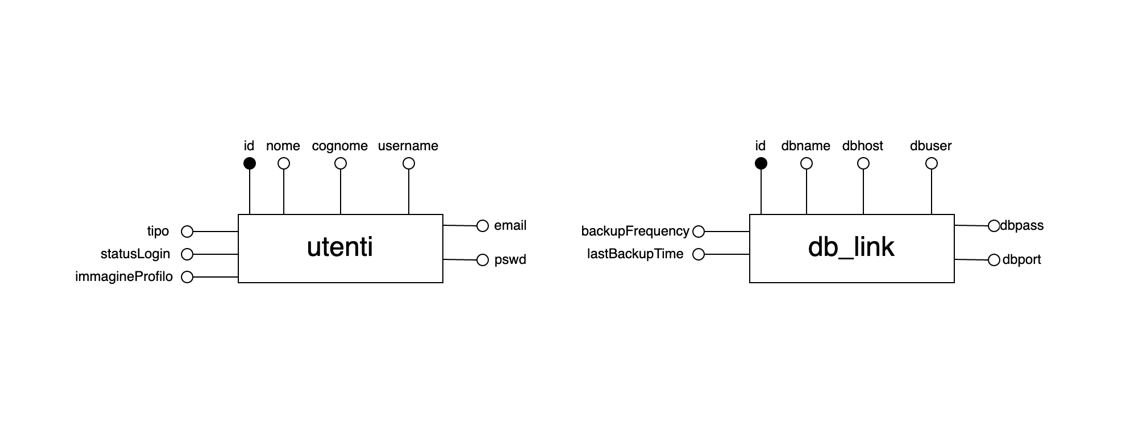 id nome cognome username
tipo
statusLogin
immagineProfilo
utenti
email
pswd
id dbname dbhost dbuser
backupFrequency
lastBackupTime
db_link
dbpass
dbport